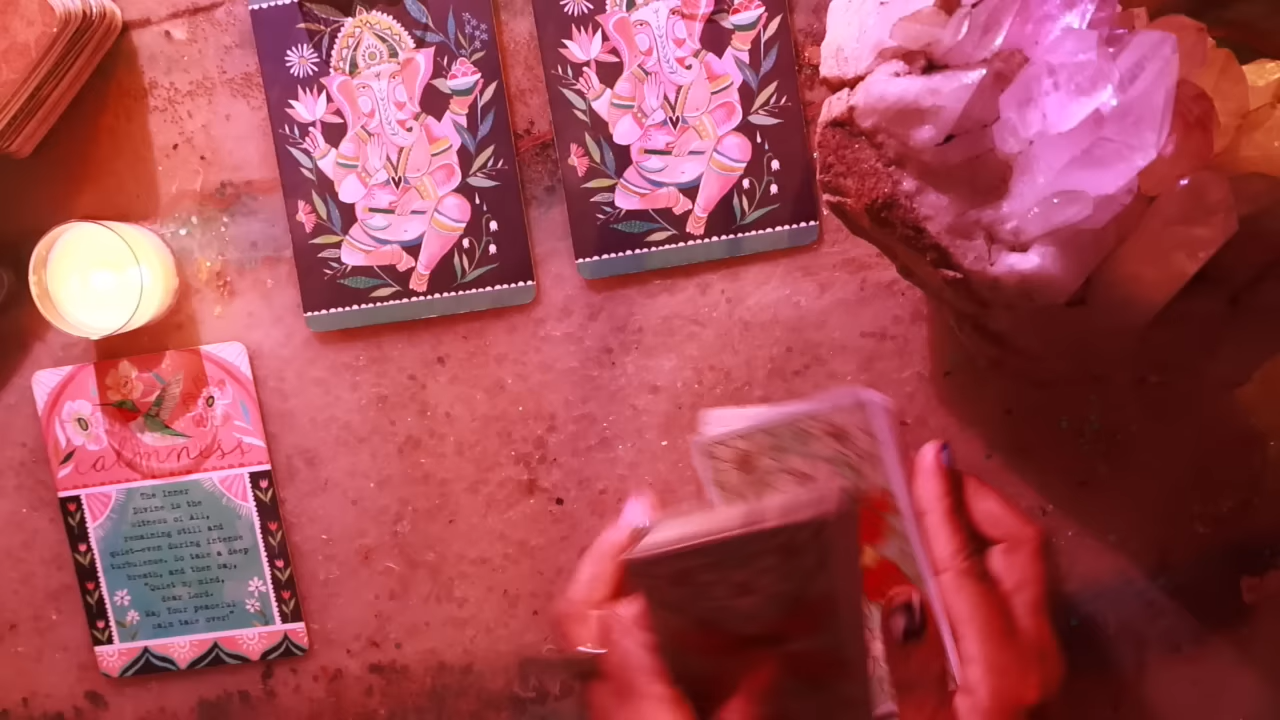 calmness
The Inner
Divine is the
witness of All,
remaining still and
quiet—even during intense
turbulence. So take a deep
breath, and then say,
"Quiet my mind,
dear Lord.
May Your peaceful
calm take over!"